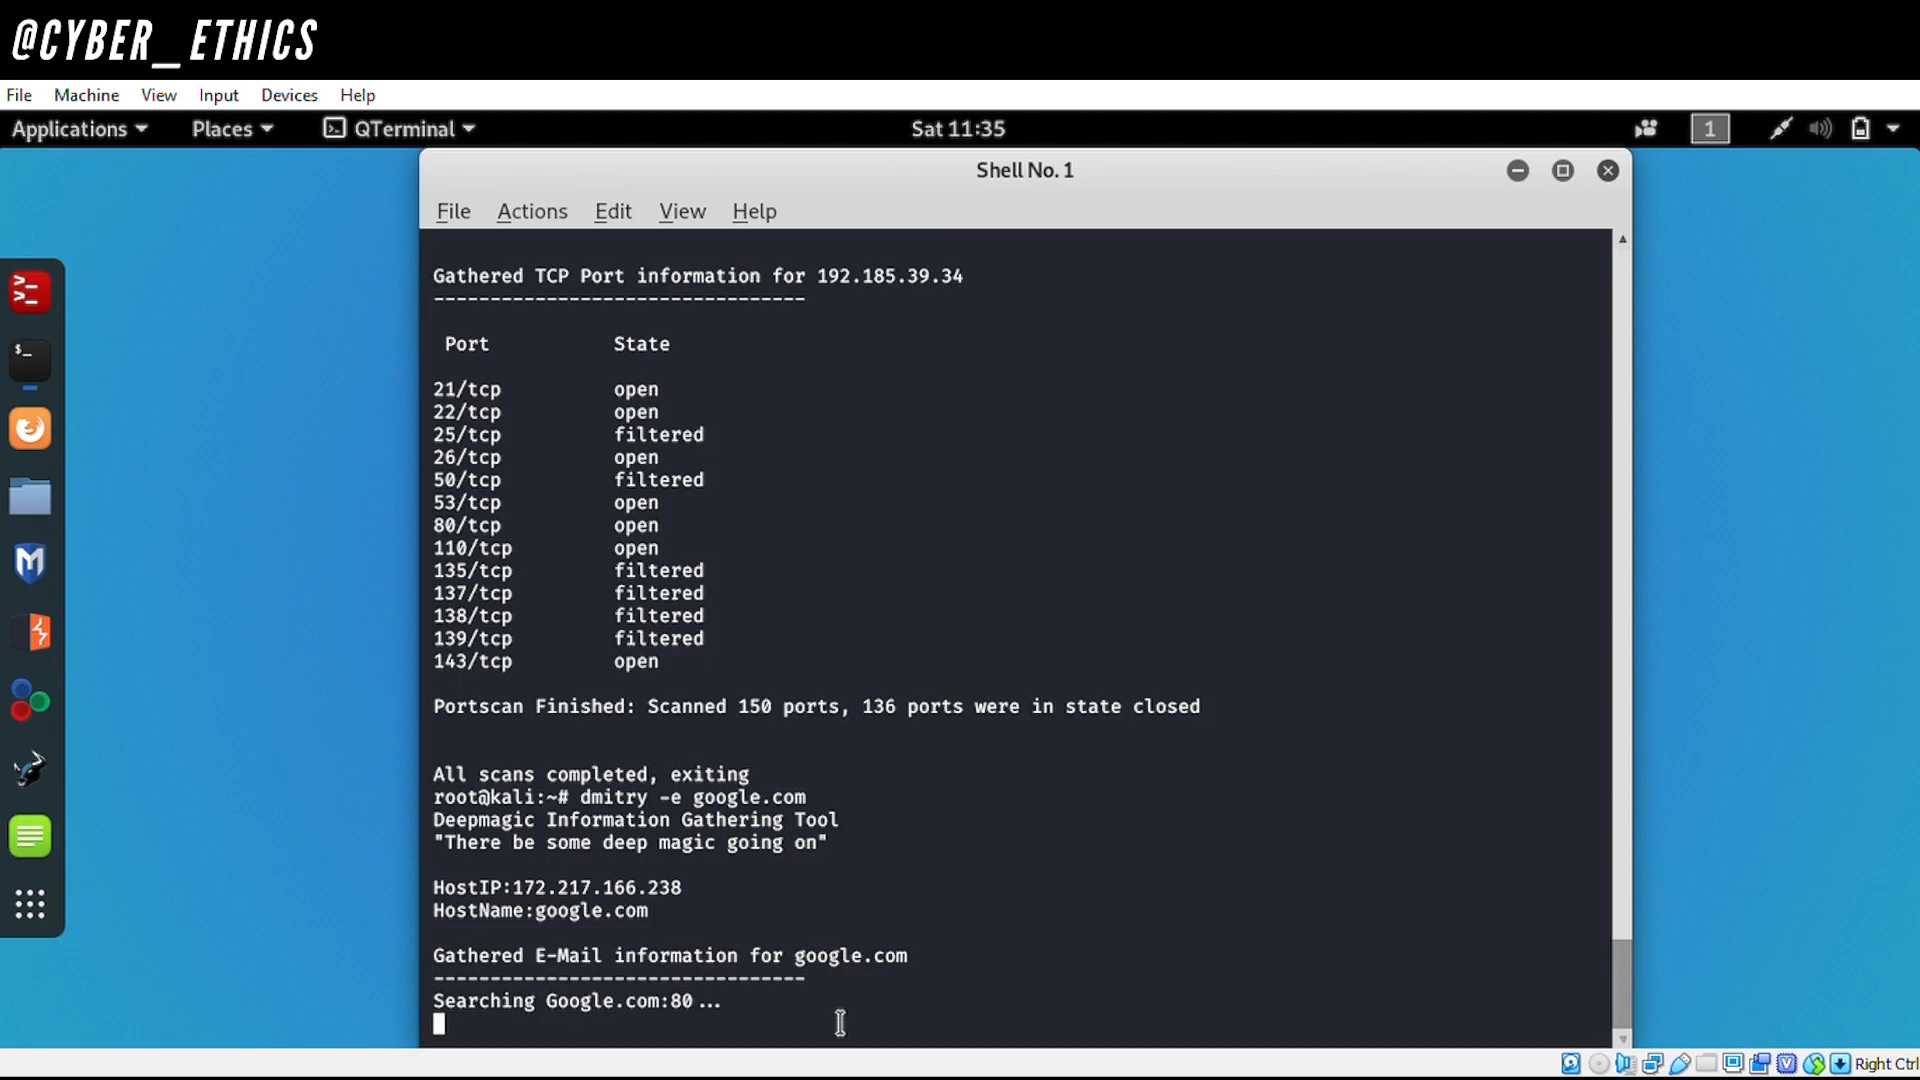 @CYBER_ETHICS
File Machine View Input Devices Help
Applications Places QTerminal Sat 11:35 1
Shell No. 1
File Actions Edit View Help
Gathered TCP Port information for 192.185.39.34
---------------------------------
Port State
21/tcp open
22/tcp open
25/tcp filtered
26/tcp open
50/tcp filtered
53/tcp open
80/tcp open
110/tcp open
135/tcp filtered
137/tcp filtered
138/tcp filtered
139/tcp filtered
143/tcp open
Portscan Finished: Scanned 150 ports, 136 ports were in state closed
All scans completed, exiting
root@kali:~# dmitry -e google.com
Deepmagic Information Gathering Tool
"There be some deep magic going on"
HostIP:172.217.166.238
HostName:google.com
Gathered E-Mail information for google.com
---------------------------------
Searching Google.com:80...
Right Ctrl